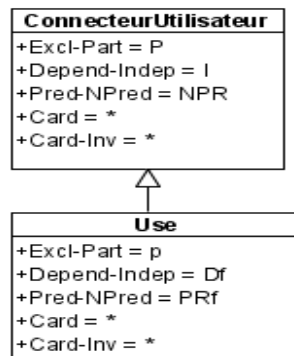 ConnecteurUtilisateur
+Excl-Part = P
+Depend-Indep = I
+Pred-NPred = NPR
+Card = *
+Card-Inv = *
Use
+Excl-Part = p
+Depend-Indep = Df
+Pred-NPred = PRf
+Card = *
+Card-Inv = *